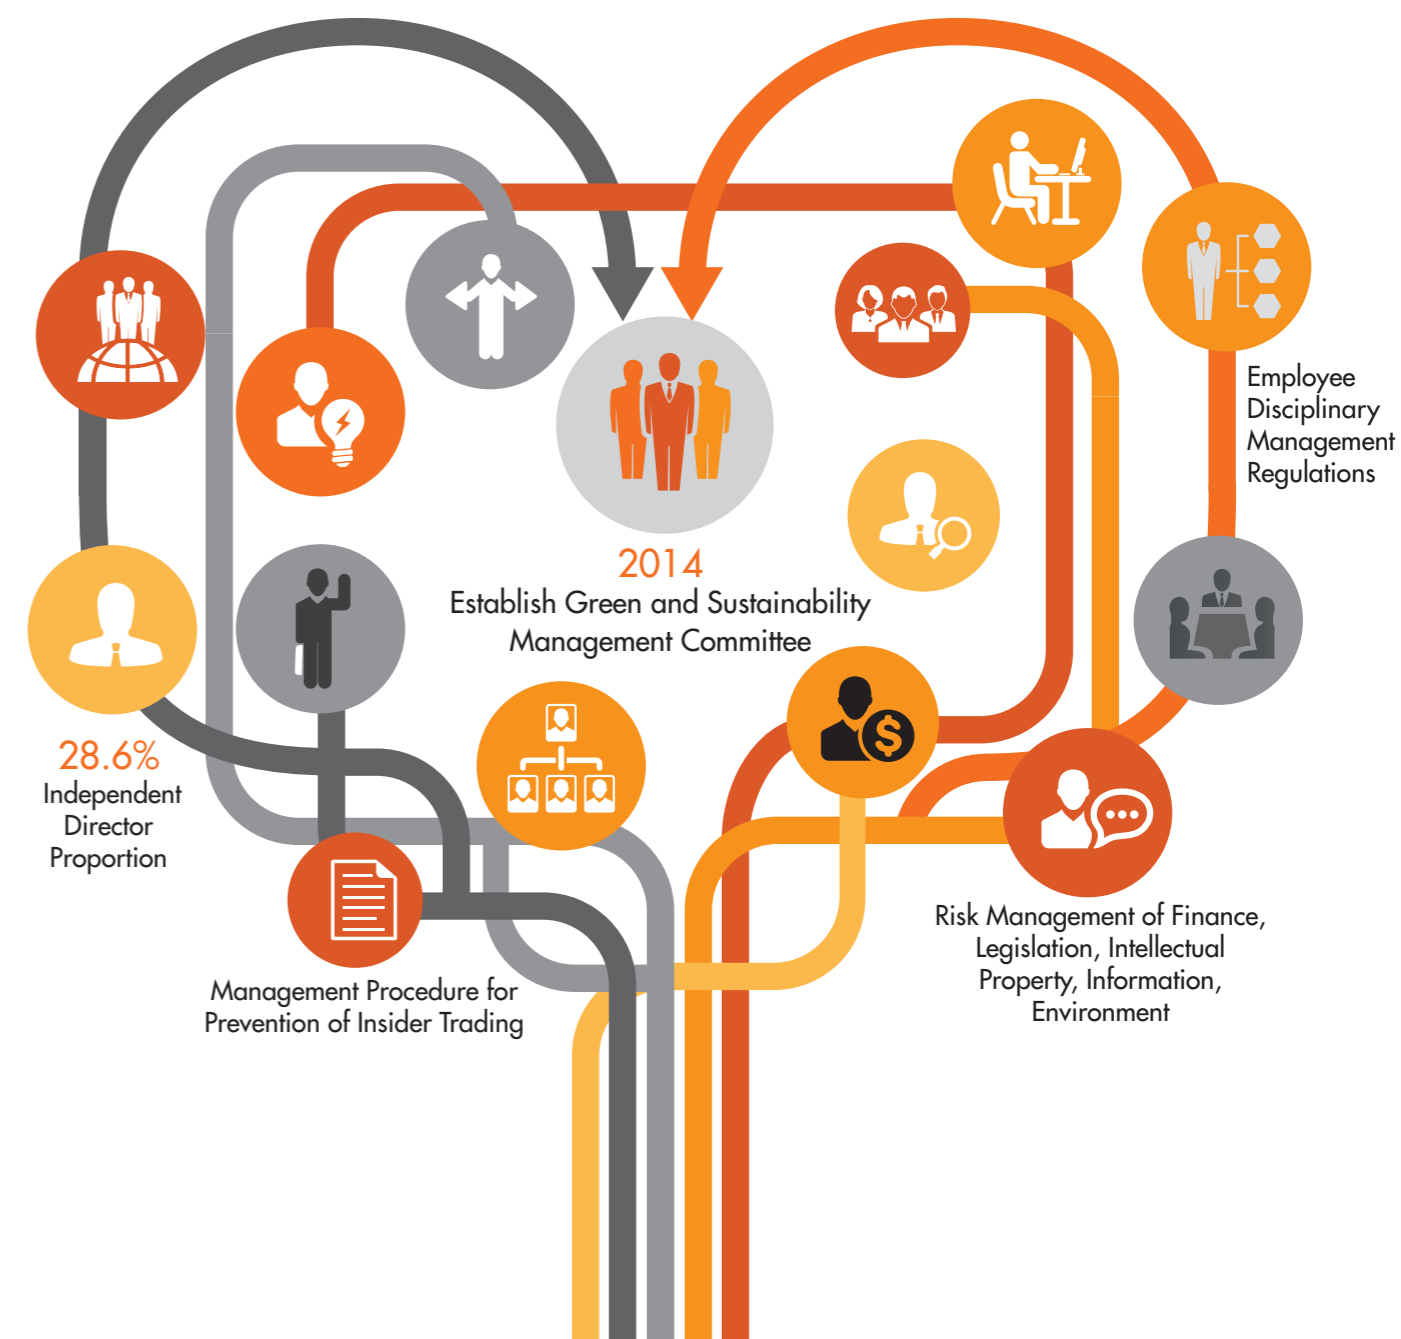 Employee
Disciplinary
Management
Regulations
2014
Establish Green and Sustainability
Management Committee
28.6%
Independent
Director
Proportion
$
Risk Management of Finance,
Legislation, Intellectual
Property, Information,
Environment
Management Procedure for
Prevention of Insider Trading